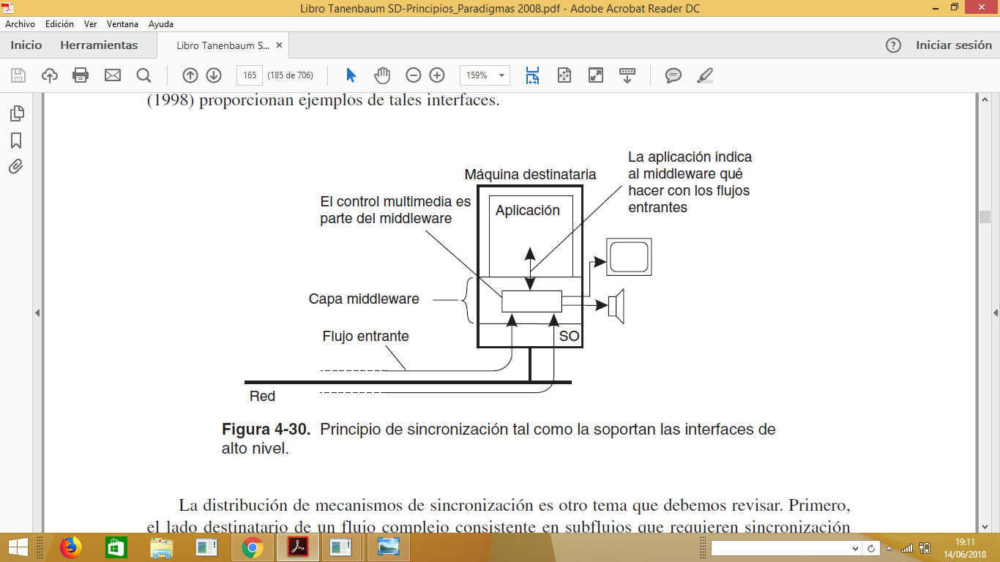 Libro Tanenbaum SD-Principios_Paradigmas 2008.pdf - Adobe Acrobat Reader DC
Archivo Edición Ver Ventana Ayuda
Inicio Herramientas Libro Tanenbaum S... × ? Iniciar sesión
165 (185 de 706) 159%
(1998) proporcionan ejemplos de tales interfaces.
La aplicación indica
al middleware qué
hacer con los flujos
entrantes
Máquina destinataria
El control multimedia es
parte del middleware
Aplicación
Capa middleware
Flujo entrante
SO
Red
Figura 4-30. Principio de sincronización tal como la soportan las interfaces de
alto nivel.
La distribución de mecanismos de sincronización es otro tema que debemos revisar. Primero,
el lado destinatario de un flujo complejo consistente en subflujos que requieren sincronización
19:11
14/06/2018